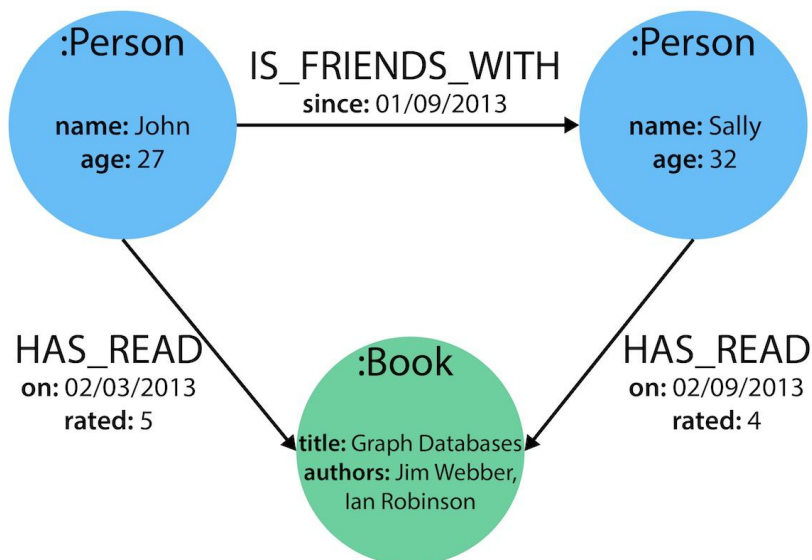 :Person
name: John
age: 27
IS_FRIENDS_WITH
since: 01/09/2013
:Person
name: Sally
age: 32
HAS_READ
on: 02/03/2013
rated: 5
:Book
title: Graph Databases
authors: Jim Webber,
Ian Robinson
HAS_READ
on: 02/09/2013
rated: 4